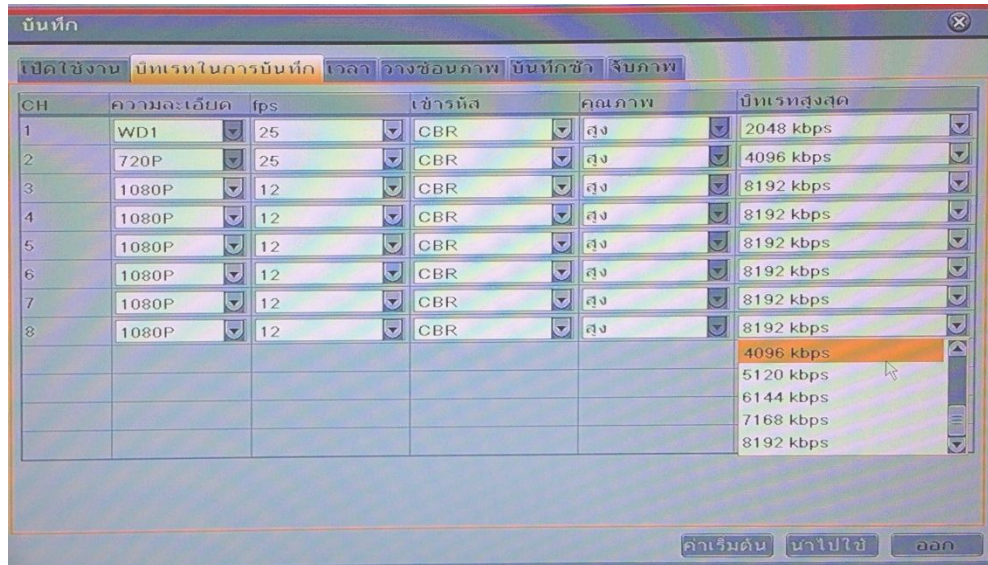 บันทึก
เปิดใช้งาน บิทเรทในการบันทึก เวลา วางซ้อนภาพ บันทึกซ้ำ จับภาพ
CH ความละเอียด fps เข้ารหัส คุณภาพ บิทเรทสูงสุด
1 WD1 25 CBR สูง 2048 kbps
2 720P 25 CBR สูง 4096 kbps
3 1080P 12 CBR สูง 8192 kbps
4 1080P 12 CBR สูง 8192 kbps
5 1080P 12 CBR สูง 8192 kbps
6 1080P 12 CBR สูง 8192 kbps
7 1080P 12 CBR สูง 8192 kbps
8 1080P 12 CBR สูง 8192 kbps
4096 kbps
5120 kbps
6144 kbps
7168 kbps
8192 kbps
ค่าเริ่มต้น นำไปใช้ ออก